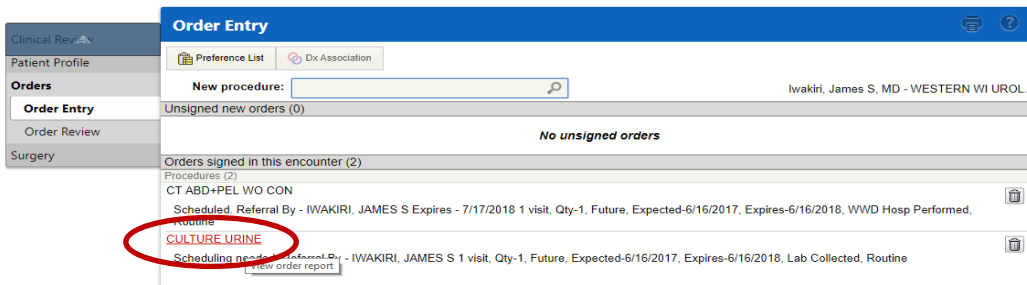 Order Entry
Clinical Review
Patient Profile
Orders
Order Entry
Order Review
Surgery
Preference List
Dx Association
New procedure:
Iwakiri, James S, MD - WESTERN WI UROL.
Unsigned new orders (0)
No unsigned orders
Orders signed in this encounter (2)
Procedures (2)
CT ABD+PEL WO CON
Scheduled. Referral By - IWAKIRI, JAMES S Expires - 7/17/2018 1 visit, Qty-1, Future, Expected-6/16/2017, Expires-6/16/2018, WWD Hosp Performed,
Routine
CULTURE URINE
Scheduling needed. Referral By - IWAKIRI, JAMES S 1 visit, Qty-1, Future, Expected-6/16/2017, Expires-6/16/2018, Lab Collected, Routine
View order report